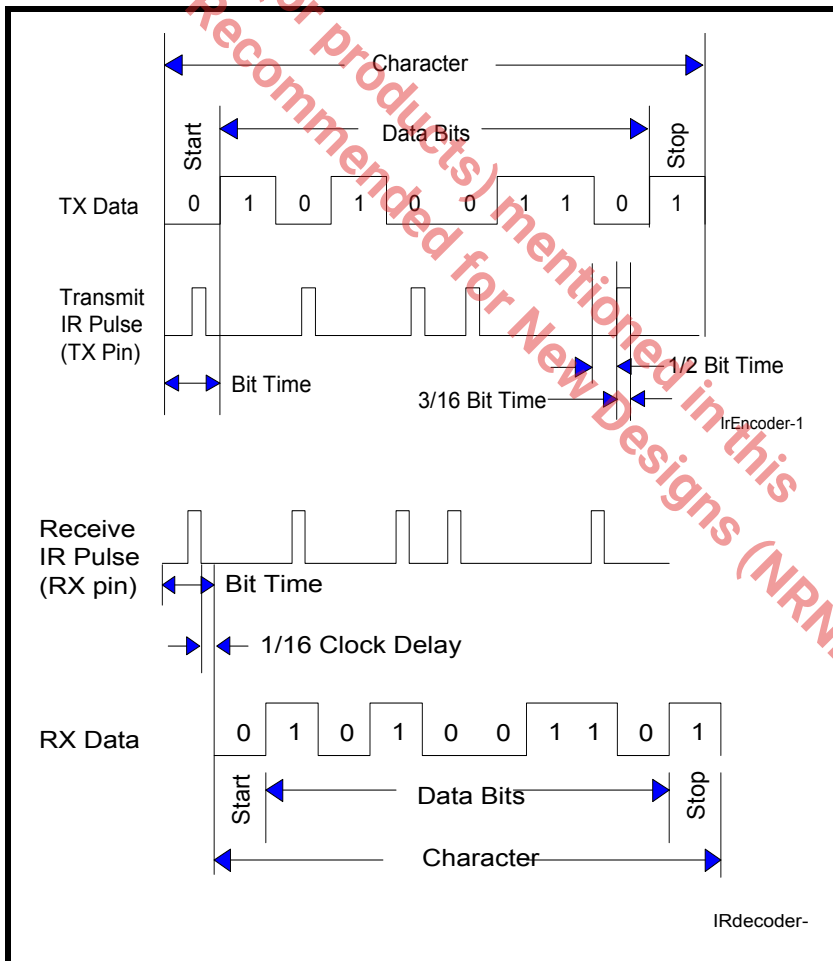 for products) mentioned in this
Recommended for New Designs (NRN
Character
Start
Data Bits
Stop
TX Data
0 1 0 1 0 0 1 1 0 1
Transmit
IR Pulse
(TX Pin)
Bit Time
1/2 Bit Time
3/16 Bit Time
IrEncoder-1
Receive
IR Pulse
(RX pin)
Bit Time
1/16 Clock Delay
RX Data
0 1 0 1 0 0 1 1 0 1
Start
Data Bits
Stop
Character
IRdecoder-